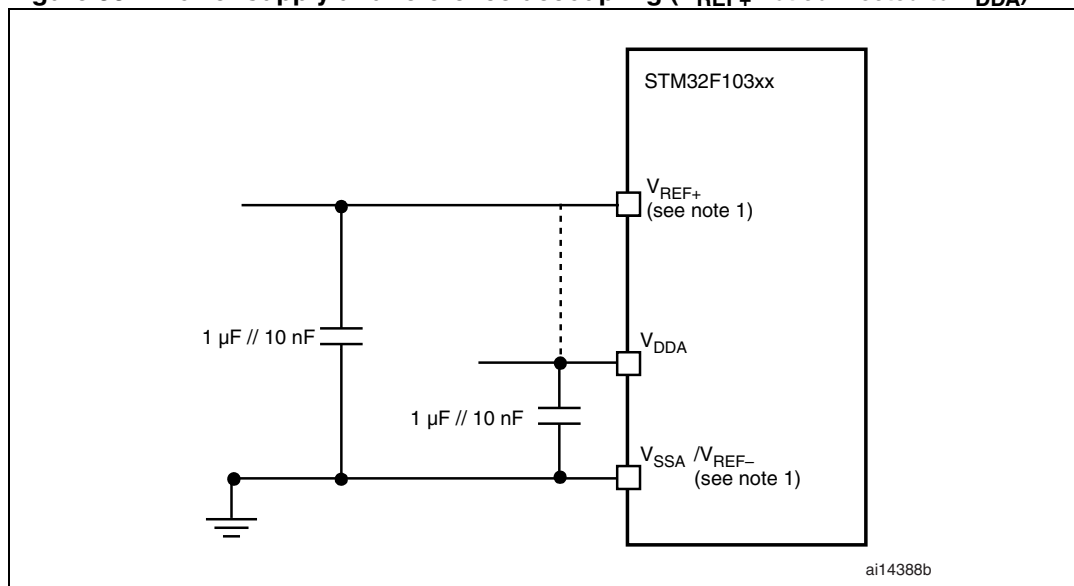 STM32F103xx
VREF+
(see note 1)
1 µF // 10 nF
VDDA
1 µF // 10 nF
VSSA /VREF–
(see note 1)
ai14388b